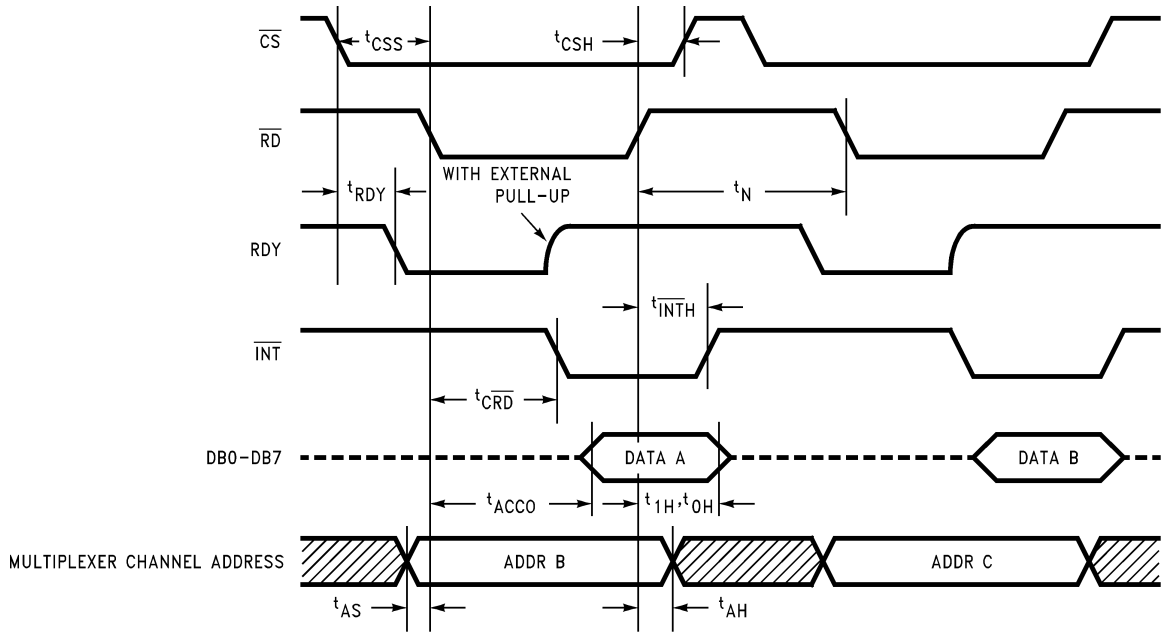 CS tCSS tCSH
RD
WITH EXTERNAL
PULL-UP
tRDY tN
RDY
tINTH
INT
tCRD
DB0-DB7 DATA A DATA B
tACC0 t1H,t0H
MULTIPLEXER CHANNEL ADDRESS ADDR B ADDR C
tAS tAH